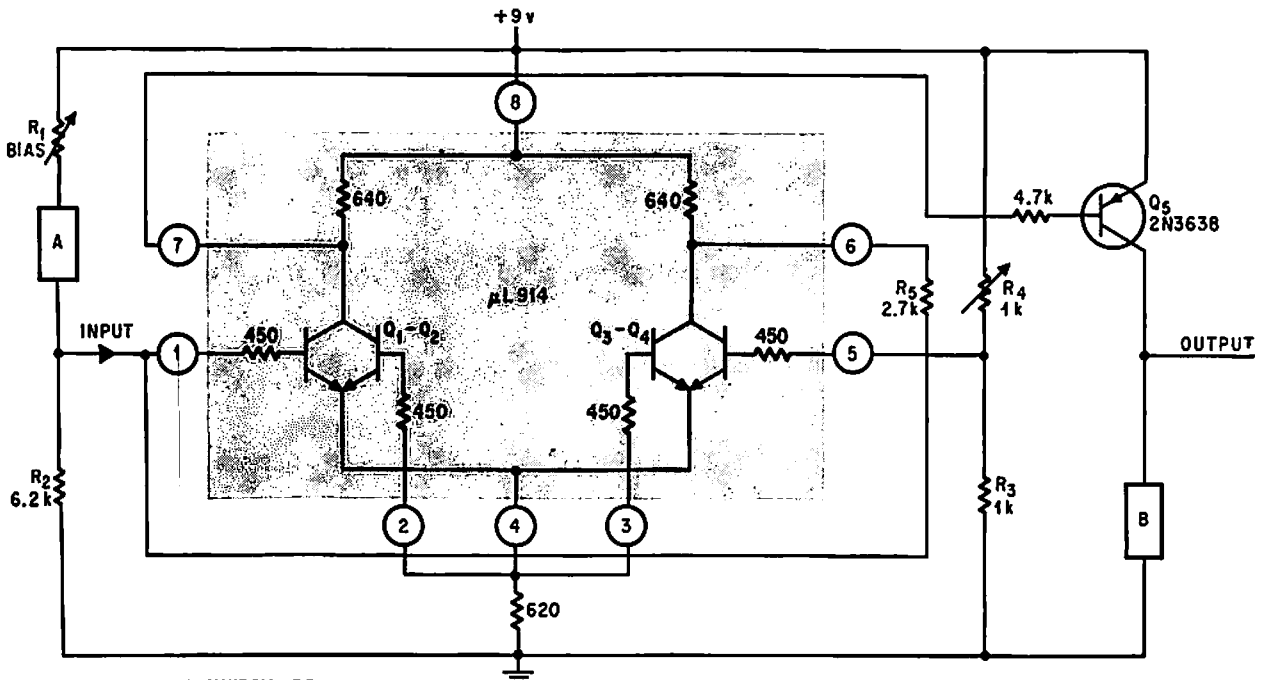 +9v
8
R1
BIAS
640
640
4.7k
Q5
2N3638
A
7
6
μL914
R5
2.7k
R4
1k
INPUT
1
450
Q1-Q2
Q3-Q4
450
5
OUTPUT
450
450
R2
6.2k
R3
1k
2
4
3
B
620